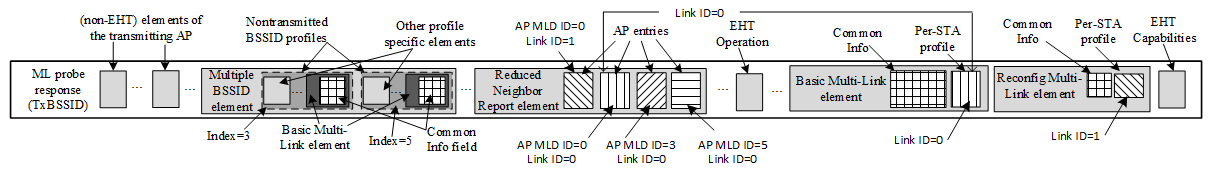 (non-EHT) elements of
the transmitting AP
Nontransmitted
BSSID profiles
Other profile
specific elements
AP MLD ID=0
Link ID=1
AP entries
Link ID=0
EHT
Operation
Common
Info
Per-STA
profile
Common
Info
Per-STA
profile
EHT
Capabilities
ML probe
response
(TxBSSID)
...
...
Multiple
BSSID
element
...
...
...
Reduced
Neighbor
Report element
...
...
Basic Multi-Link
element
Reconfig Multi-
Link element
Index=3
Basic Multi-
Link element
Index=5
Common
Info field
AP MLD ID=0
Link ID=0
AP MLD ID=3
Link ID=0
AP MLD ID=5
Link ID=0
Link ID=0
Link ID=1